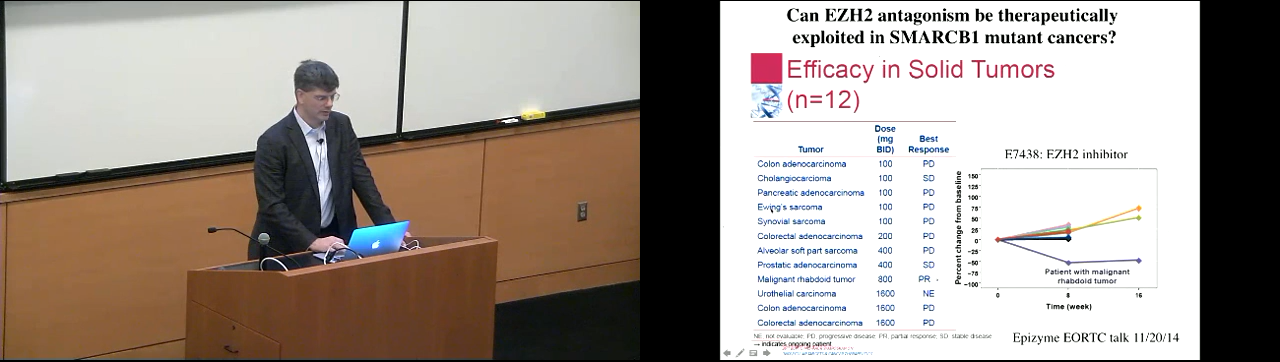 Can EZH2 antagonism be therapeutically
exploited in SMARCB1 mutant cancers?
Efficacy in Solid Tumors
(n=12)
Tumor Dose (mg BID) Best Response
Colon adenocarcinoma 100 PD
Cholangiocarcioma 100 SD
Pancreatic adenocarcinoma 100 PD
Ewing's sarcoma 100 PD
Synovial sarcoma 100 PD
Colorectal adenocarcinoma 200 PD
Alveolar soft part sarcoma 400 PD
Prostatic adenocarcinoma 400 SD
Malignant rhabdoid tumor 800 PR
Urothelial carcinoma 1600 NE
Colon adenocarcinoma 1600 PD
Colorectal adenocarcinoma 1600 PD
NE: not evaluable PD, progressive disease PR, partial response; SD, stable disease
→ indicates ongoing patient
E7438: EZH2 inhibitor
Percent change from baseline
150
125
100
75
50
25
0
-25
-50
-75
-100
Patient with malignant
rhabdoid tumor
0 8 16
Time (week)
Epizyme EORTC talk 11/20/14